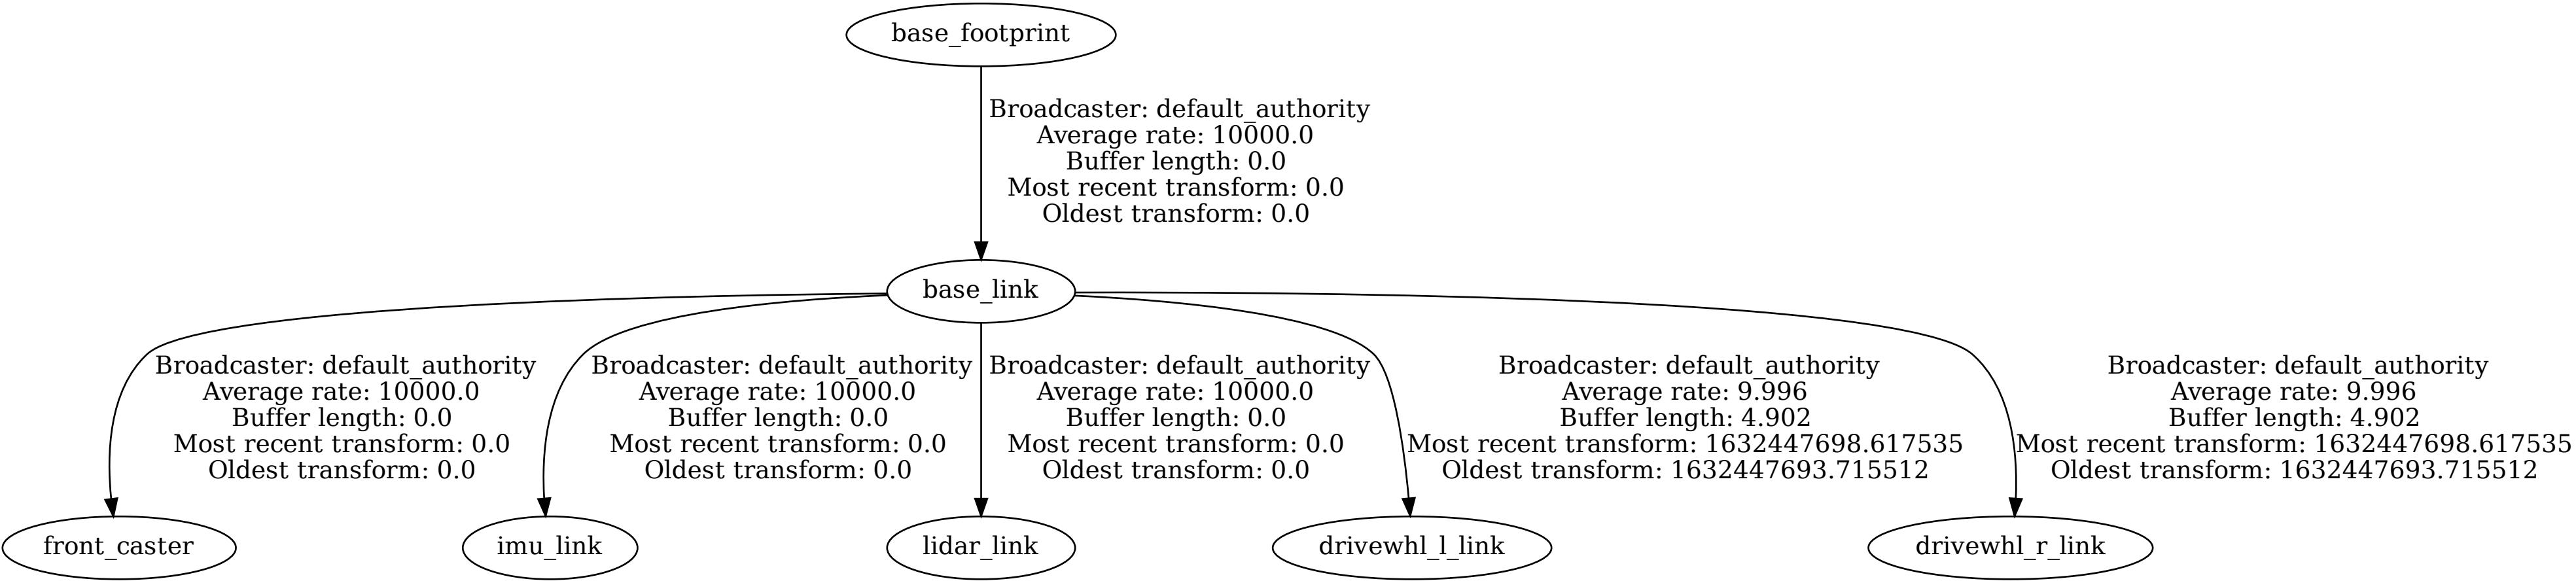 base_footprint
Broadcaster: default_authority
Average rate: 10000.0
Buffer length: 0.0
Most recent transform: 0.0
Oldest transform: 0.0
base_link
Broadcaster: default_authority
Average rate: 10000.0
Buffer length: 0.0
Most recent transform: 0.0
Oldest transform: 0.0
Broadcaster: default_authority
Average rate: 10000.0
Buffer length: 0.0
Most recent transform: 0.0
Oldest transform: 0.0
Broadcaster: default_authority
Average rate: 10000.0
Buffer length: 0.0
Most recent transform: 0.0
Oldest transform: 0.0
Broadcaster: default_authority
Average rate: 9.996
Buffer length: 4.902
Most recent transform: 1632447698.617535
Oldest transform: 1632447693.715512
Broadcaster: default_authority
Average rate: 9.996
Buffer length: 4.902
Most recent transform: 1632447698.617535
Oldest transform: 1632447693.715512
front_caster
imu_link
lidar_link
drivewhl_l_link
drivewhl_r_link